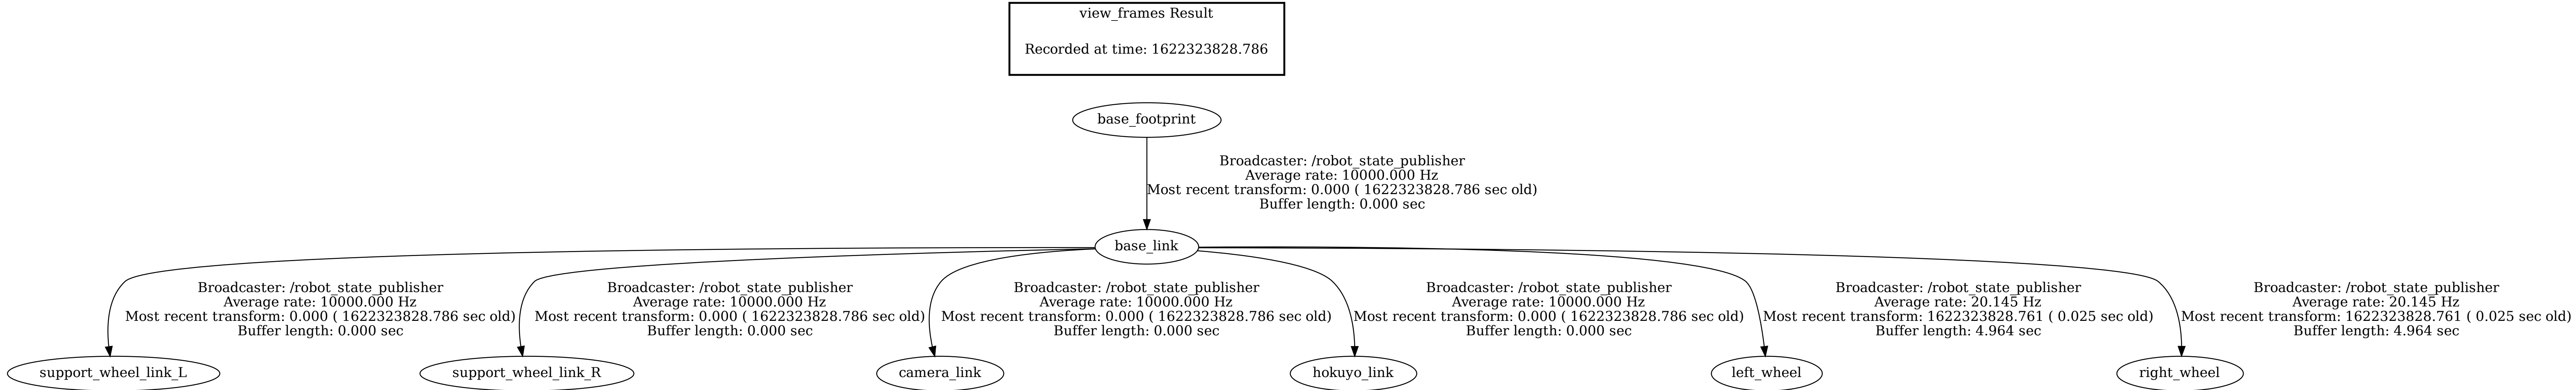 view_frames Result
Recorded at time: 1622323828.786
base_footprint
Broadcaster: /robot_state_publisher
Average rate: 10000.000 Hz
Most recent transform: 0.000 ( 1622323828.786 sec old)
Buffer length: 0.000 sec
base_link
Broadcaster: /robot_state_publisher
Average rate: 10000.000 Hz
Most recent transform: 0.000 ( 1622323828.786 sec old)
Buffer length: 0.000 sec
Broadcaster: /robot_state_publisher
Average rate: 10000.000 Hz
Most recent transform: 0.000 ( 1622323828.786 sec old)
Buffer length: 0.000 sec
Broadcaster: /robot_state_publisher
Average rate: 10000.000 Hz
Most recent transform: 0.000 ( 1622323828.786 sec old)
Buffer length: 0.000 sec
Broadcaster: /robot_state_publisher
Average rate: 10000.000 Hz
Most recent transform: 0.000 ( 1622323828.786 sec old)
Buffer length: 0.000 sec
Broadcaster: /robot_state_publisher
Average rate: 20.145 Hz
Most recent transform: 1622323828.761 ( 0.025 sec old)
Buffer length: 4.964 sec
Broadcaster: /robot_state_publisher
Average rate: 20.145 Hz
Most recent transform: 1622323828.761 ( 0.025 sec old)
Buffer length: 4.964 sec
support_wheel_link_L
support_wheel_link_R
camera_link
hokuyo_link
left_wheel
right_wheel